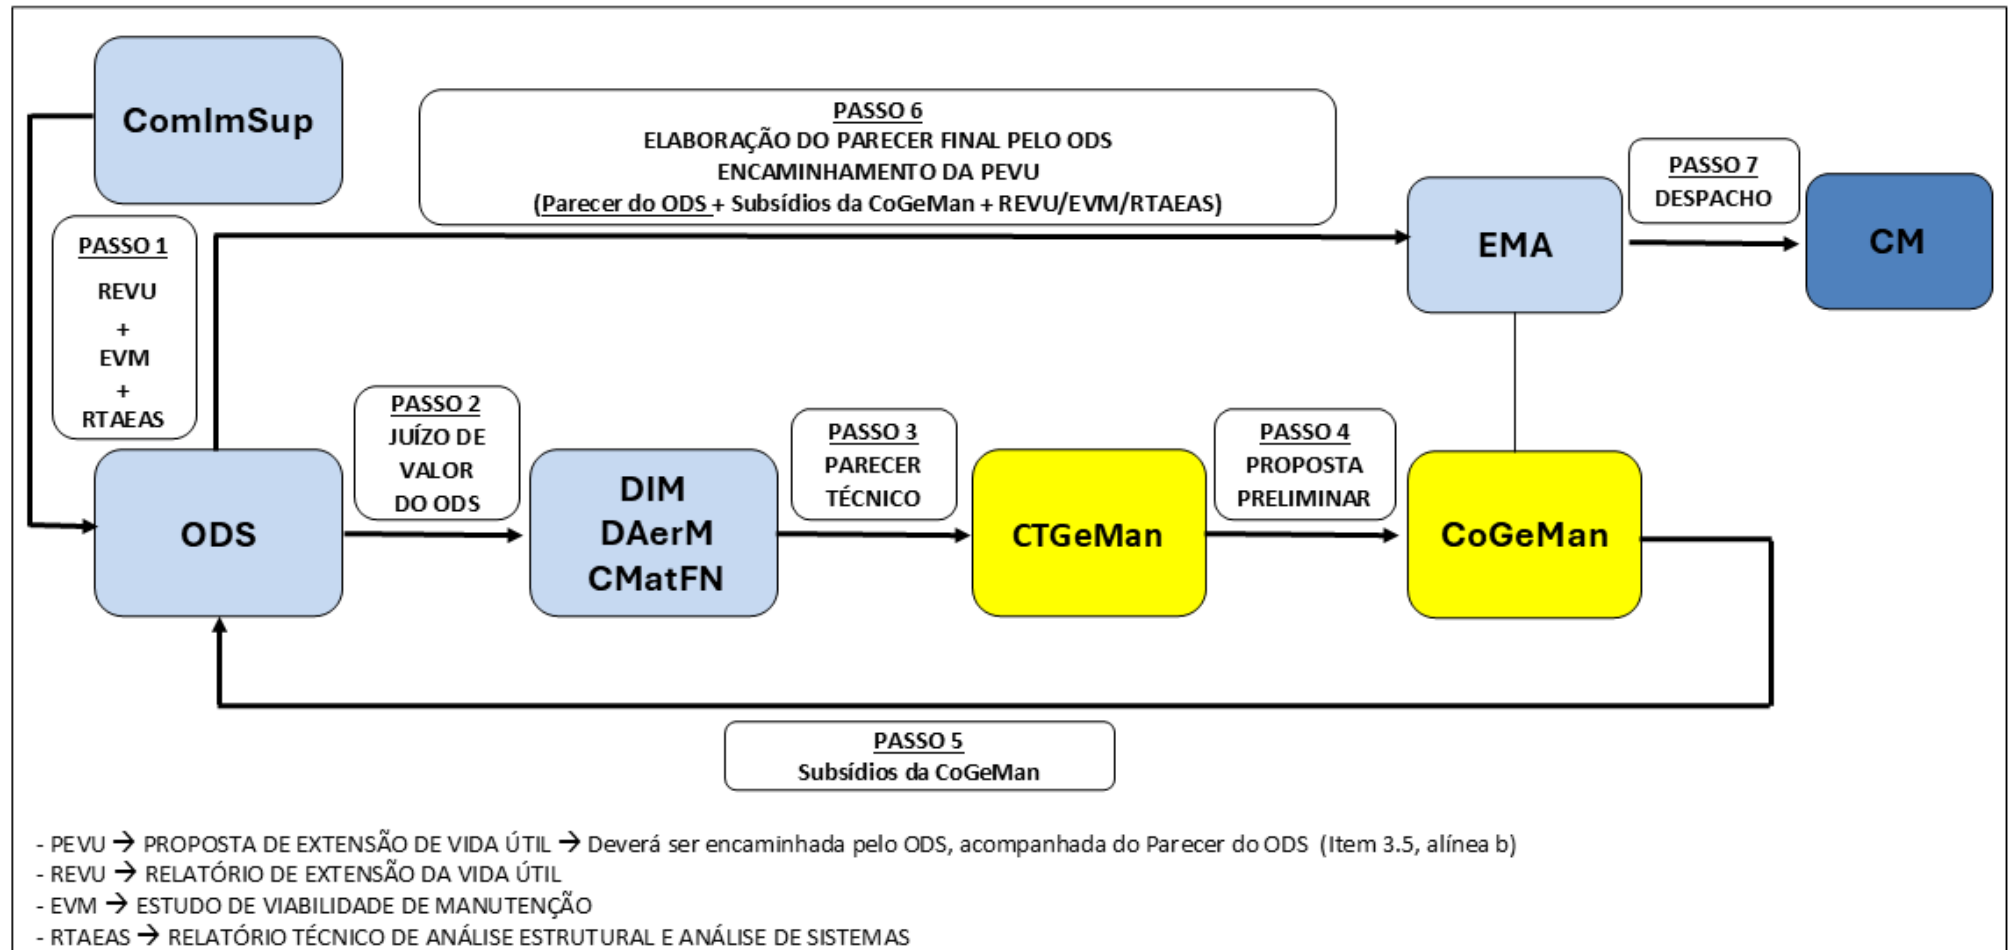 ComImSup
PASSO 6
ELABORAÇÃO DO PARECER FINAL PELO ODS
ENCAMINHAMENTO DA PEVU
(Parecer do ODS + Subsídios da CoGeMan + REVU/EVM/RTAEAS)
PASSO 7
DESPACHO
EMA
CM
PASSO 1
REVU
+
EVM
+
RTAEAS
ODS
PASSO 2
JUÍZO DE
VALOR
DO ODS
DIM
DAerM
CMatFN
PASSO 3
PARECER
TÉCNICO
CTGeMan
PASSO 4
PROPOSTA
PRELIMINAR
CoGeMan
PASSO 5
Subsídios da CoGeMan
- PEVU → PROPOSTA DE EXTENSÃO DE VIDA ÚTIL → Deverá ser encaminhada pelo ODS, acompanhada do Parecer do ODS (Item 3.5, alínea b)
- REVU → RELATÓRIO DE EXTENSÃO DA VIDA ÚTIL
- EVM → ESTUDO DE VIABILIDADE DE MANUTENÇÃO
- RTAEAS → RELATÓRIO TÉCNICO DE ANÁLISE ESTRUTURAL E ANÁLISE DE SISTEMAS